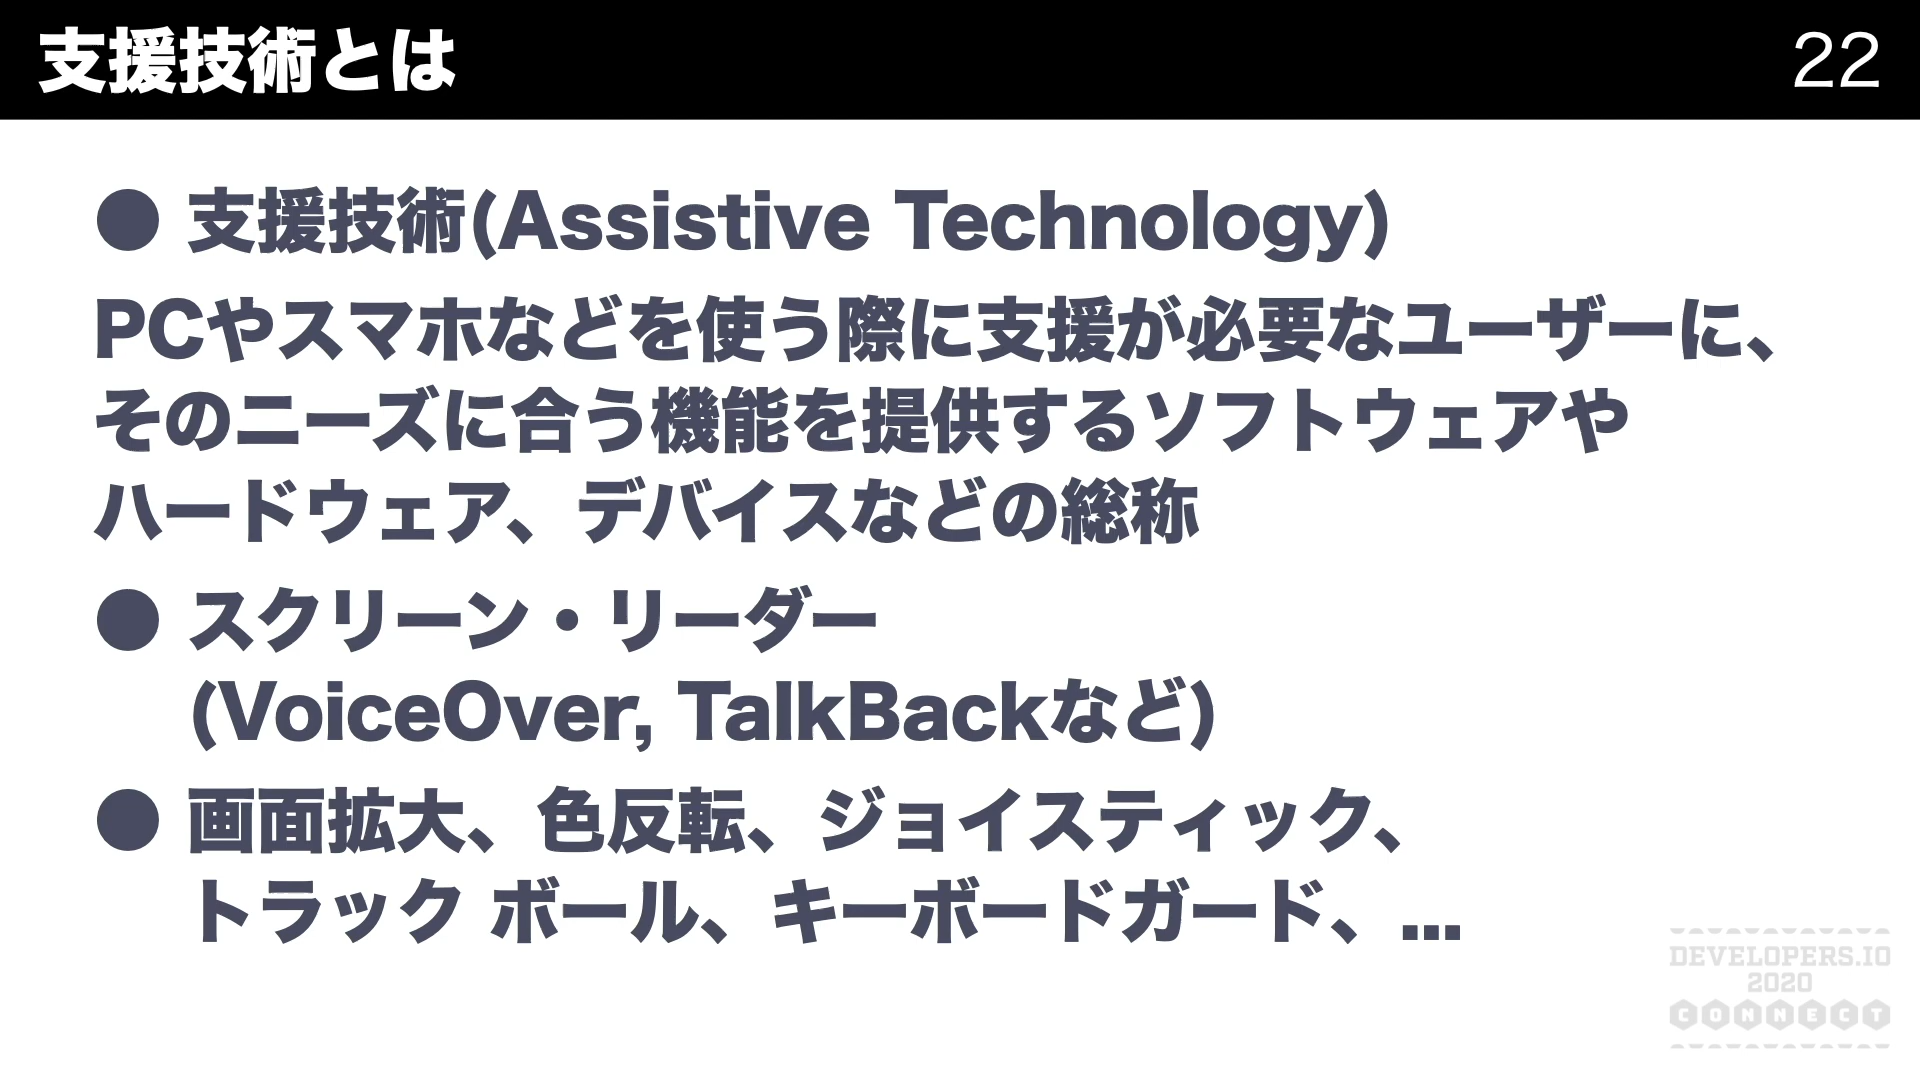 支援技術とは
22
● 支援技術(Assistive Technology)
PCやスマホなどを使う際に支援が必要なユーザーに、
そのニーズに合う機能を提供するソフトウェアや
ハードウェア、デバイスなどの総称
● スクリーン・リーダー
(VoiceOver, TalkBackなど)
● 画面拡大、色反転、ジョイスティック、
トラック ボール、キーボードガード、...
DEVELOPERS.IO
2020
CONNECT